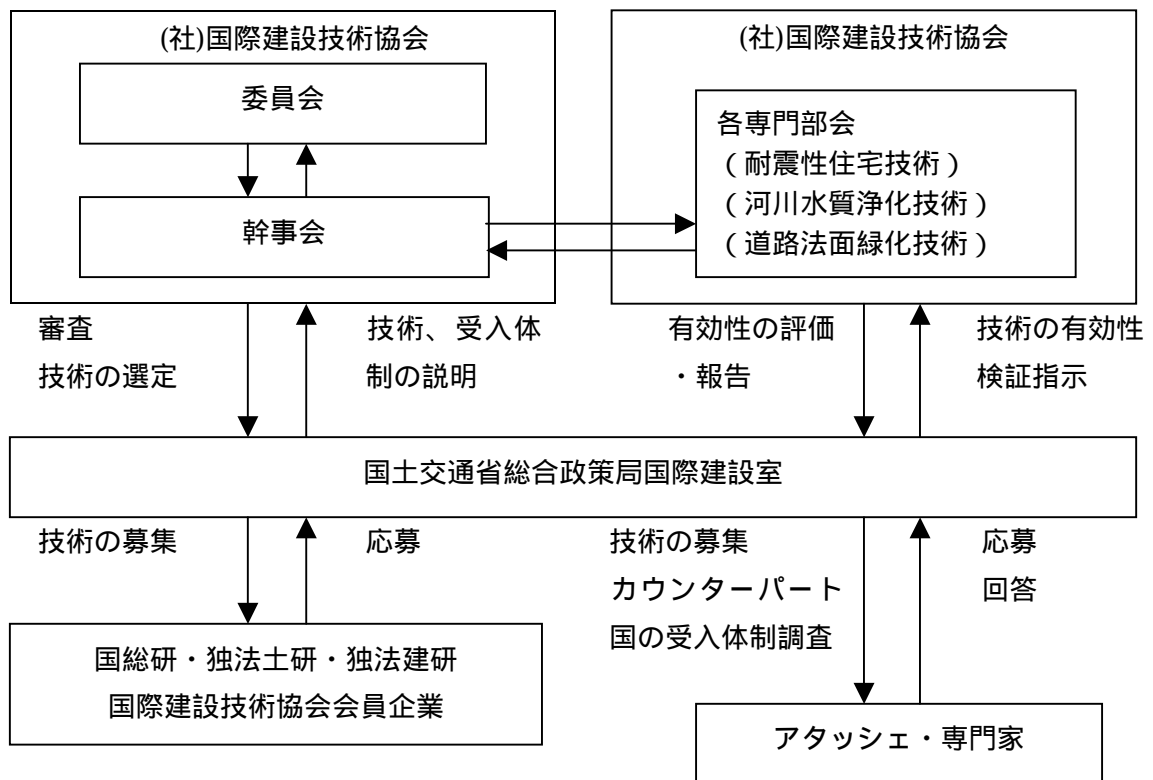 (社)国際建設技術協会
委員会
幹事会
(社)国際建設技術協会
各専門部会
（耐震性住宅技術）
（河川水質浄化技術）
（道路法面緑化技術）
審査
技術の選定
技術、受入体
制の説明
有効性の評価
・報告
技術の有効性
検証指示
国土交通省総合政策局国際建設室
技術の募集
応募
技術の募集
カウンターパート
国の受入体制調査
応募
回答
国総研・独法土研・独法建研
国際建設技術協会会員企業
アタッシェ・専門家